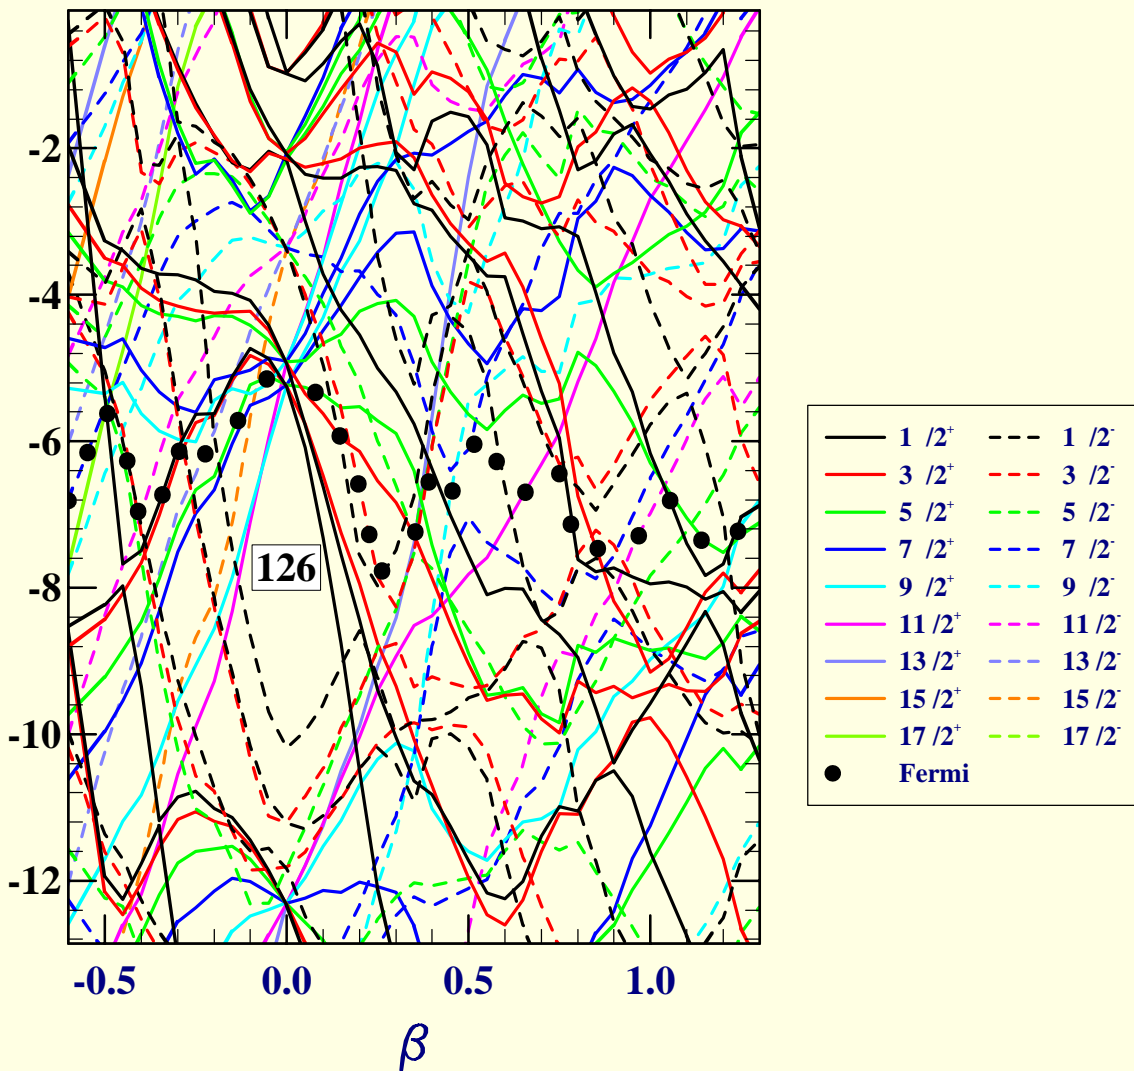 -2
-4
-6
-8
-10
-12
126
-0.5 0.0 0.5 1.0
β
1 /2⁺ 1 /2⁻
3 /2⁺ 3 /2⁻
5 /2⁺ 5 /2⁻
7 /2⁺ 7 /2⁻
9 /2⁺ 9 /2⁻
11 /2⁺ 11 /2⁻
13 /2⁺ 13 /2⁻
15 /2⁺ 15 /2⁻
17 /2⁺ 17 /2⁻
Fermi